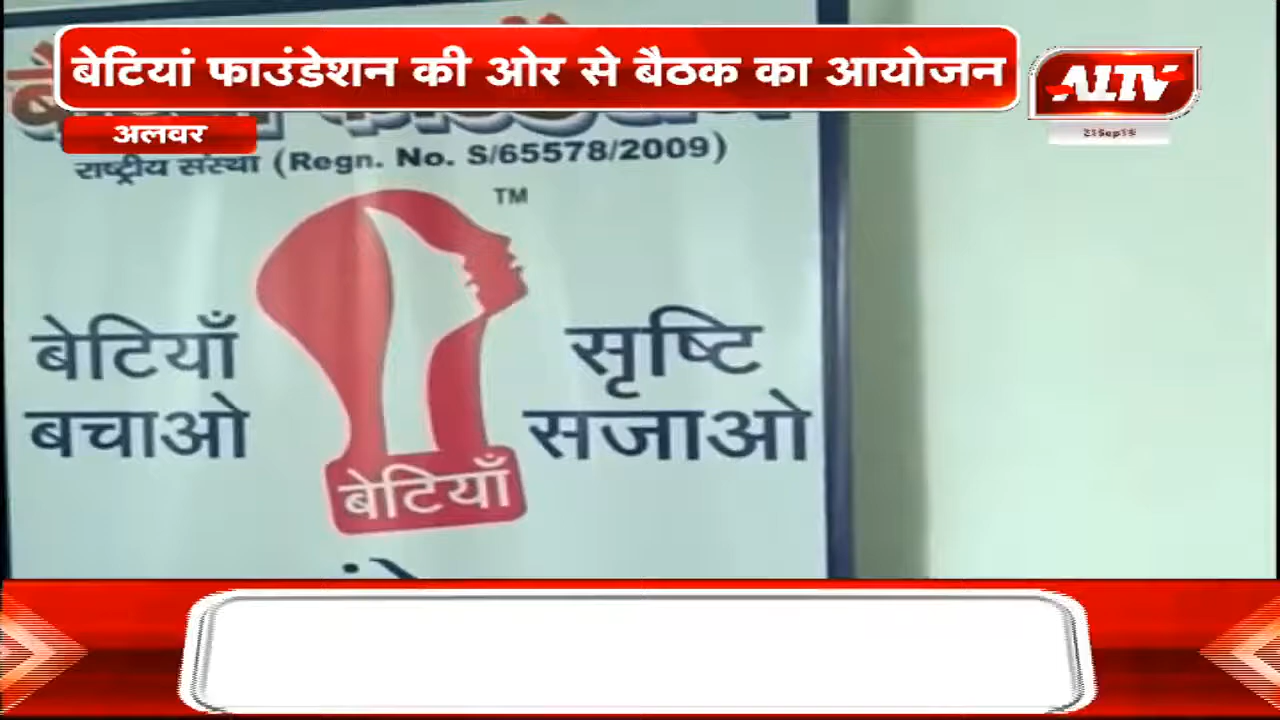 बेटियां फाउंडेशन की ओर से बैठक का आयोजन
ALTV
अलवर
राष्ट्रीय संस्था (Regn. No. S/65578/2009)
TM
बेटियाँ
बचाओ
सृष्टि
सजाओ
बेटियाँ